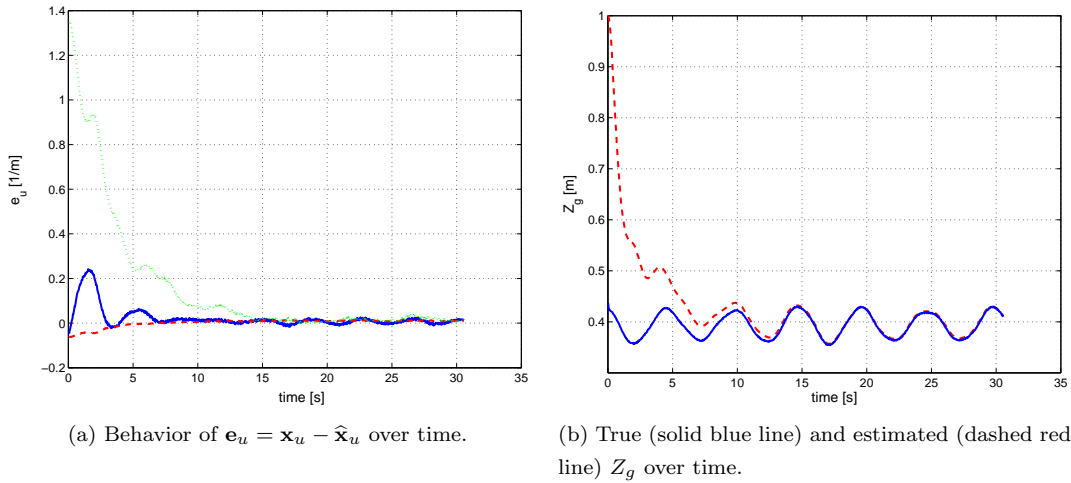 1.4
1.2
1
0.8
0.6
0.4
0.2
0
−0.2
e_u [1/m]
0 5 10 15 20 25 30 35
time [s]
(a) Behavior of e_u = x_u − x̂_u over time.
1
0.9
0.8
0.7
0.6
0.5
0.4
Z_g [m]
0 5 10 15 20 25 30 35
time [s]
(b) True (solid blue line) and estimated (dashed red
line) Z_g over time.